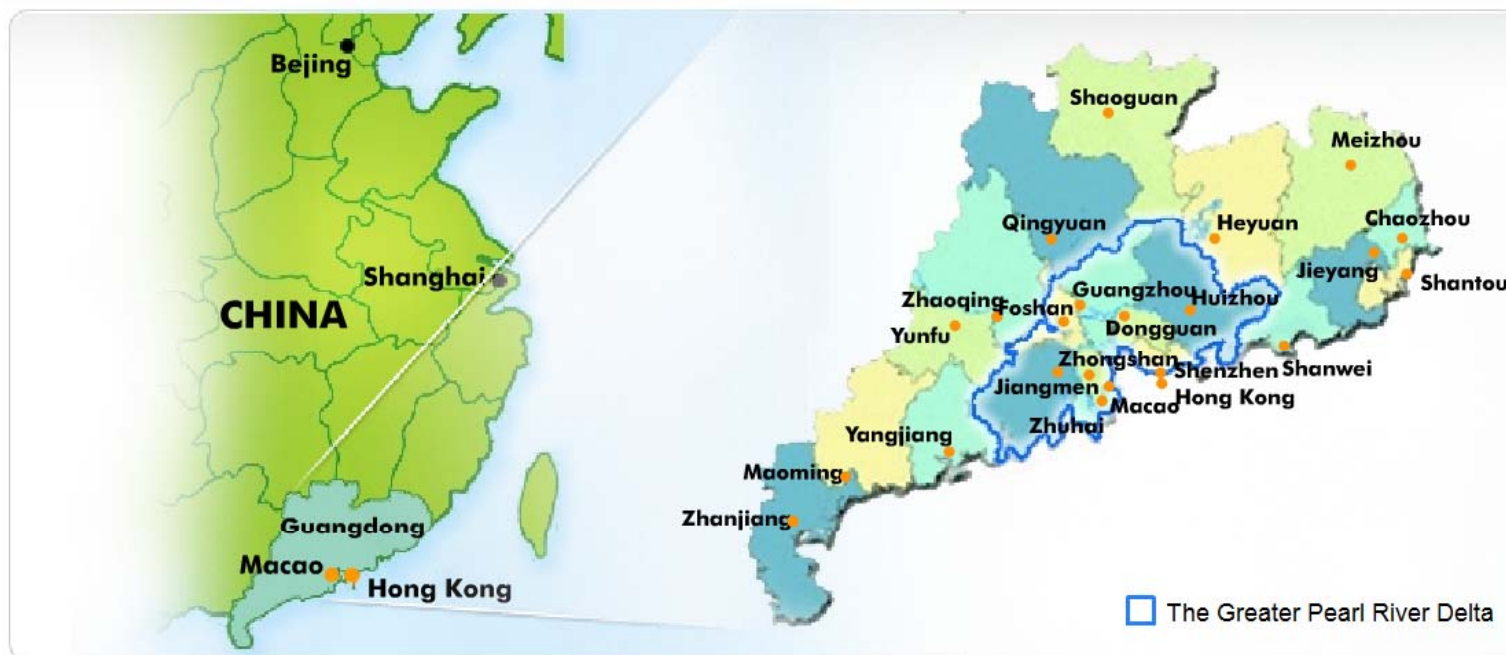 Bejing
Shanghai
CHINA
Guangdong
Macao
Hong Kong
Shaoguan
Meizhou
Qingyuan
Heyuan
Chaozhou
Jieyang
Shantou
Zhaoqing
Foshan
Guangzhou
Huizhou
Yunfu
Dongguan
Zhongshan
Shenzhen
Shanwei
Jiangmen
Macao
Hong Kong
Zhuhai
Yangjiang
Maoming
Zhanjiang
The Greater Pearl River Delta